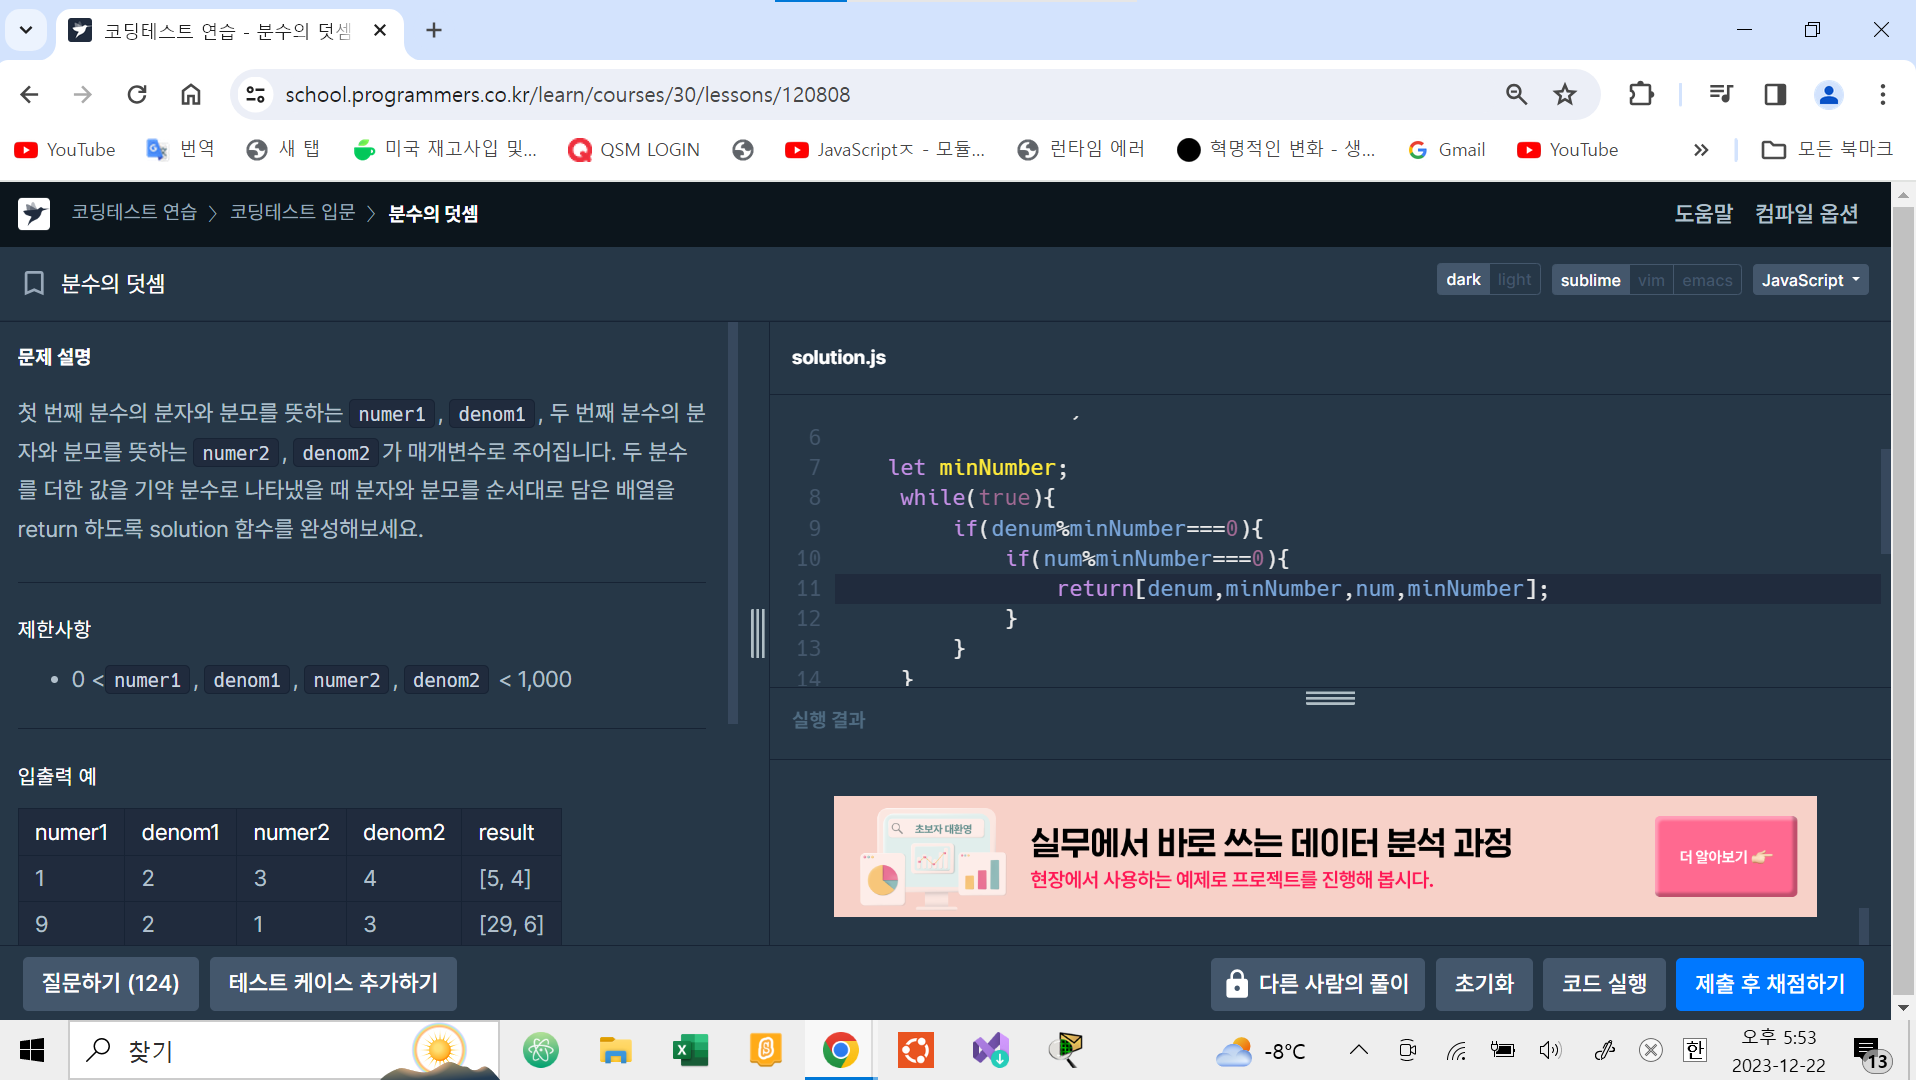 코딩테스트 연습 - 분수의 덧셈
school.programmers.co.kr/learn/courses/30/lessons/120808
YouTube 번역 새 탭 미국 재고사입 및... QSM LOGIN JavaScriptㅈ - 모듈... 런타임 에러 혁명적인 변화 - 생... Gmail YouTube » 모든 북마크
코딩테스트 연습 > 코딩테스트 입문 > 분수의 덧셈 도움말 컴파일 옵션
분수의 덧셈 dark light sublime vim emacs JavaScript
문제 설명
첫 번째 분수의 분자와 분모를 뜻하는 numer1, denom1, 두 번째 분수의 분
자와 분모를 뜻하는 numer2, denom2가 매개변수로 주어집니다. 두 분수
를 더한 값을 기약 분수로 나타냈을 때 분자와 분모를 순서대로 담은 배열을
return 하도록 solution 함수를 완성해보세요.
제한사항
• 0 < numer1, denom1, numer2, denom2 < 1,000
입출력 예
numer1 denom1 numer2 denom2 result
1 2 3 4 [5, 4]
9 2 1 3 [29, 6]
solution.js
6
7 let minNumber;
8 while(true){
9 if(denum%minNumber===0){
10 if(num%minNumber===0){
11 return[denum,minNumber,num,minNumber];
12 }
13 }
14 }
실행 결과
초보자 대환영
실무에서 바로 쓰는 데이터 분석 과정
현장에서 사용하는 예제로 프로젝트를 진행해 봅시다.
더 알아보기
질문하기 (124) 테스트 케이스 추가하기 다른 사람의 풀이 초기화 코드 실행 제출 후 채점하기
찾기 -8°C 한 오후 5:53
2023-12-22 13